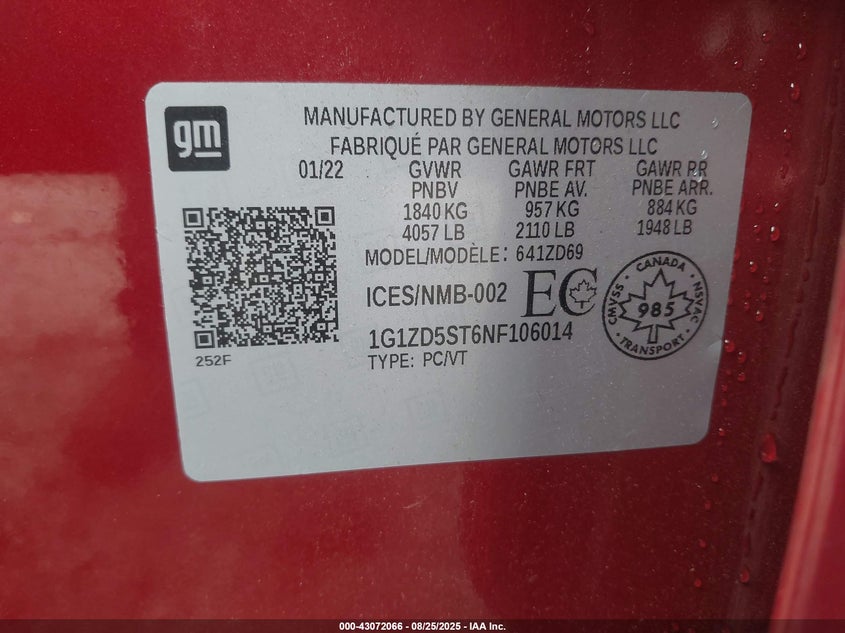 gm
MANUFACTURED BY GENERAL MOTORS LLC
FABRIQUÉ PAR GENERAL MOTORS LLC
01/22 GVWR GAWR FRT GAWR RR
PNBV PNBE AV. PNBE ARR.
1840 KG 957 KG 884 KG
4057 LB 2110 LB 1948 LB
MODEL/MODÈLE: 641ZD69
ICES/NMB-002 EC
CANADA
CMVSS 985 NSVAC
TRANSPORT
1G1ZD5ST6NF106014
TYPE: PC/VT
252F
000-43072066 - 08/25/2025 - IAA Inc.